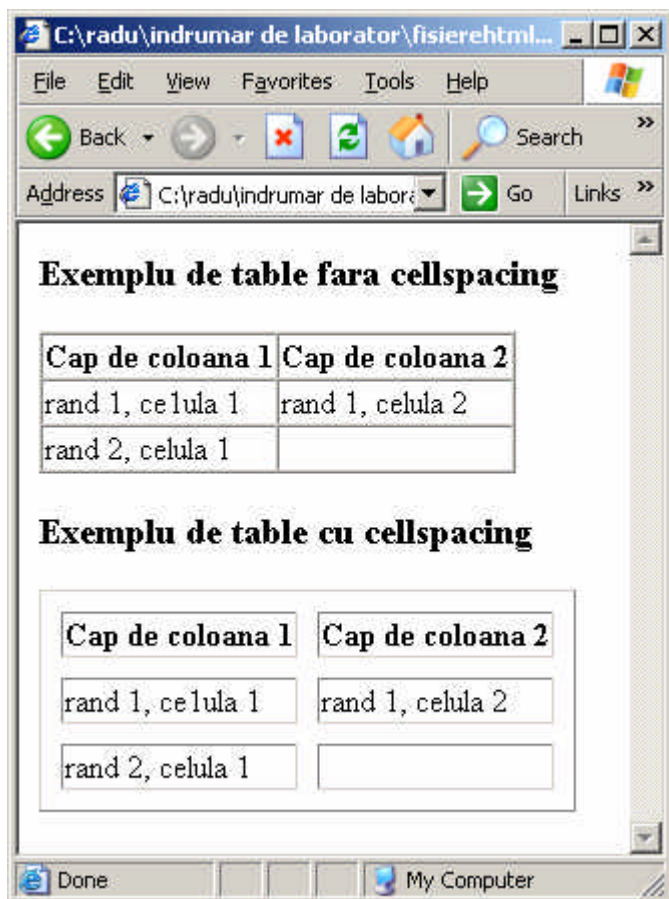 C:\radu\indrumar de laborator\fisierehtml...
File Edit View Favorites Tools Help
Back Search »
Address C:\radu\indrumar de labora Go Links »
Exemplu de table fara cellspacing
Cap de coloana 1 Cap de coloana 2
rand 1, ce1ula 1 rand 1, celula 2
rand 2, celula 1
Exemplu de table cu cellspacing
Cap de coloana 1 Cap de coloana 2
rand 1, ce1ula 1 rand 1, celula 2
rand 2, celula 1
Done My Computer